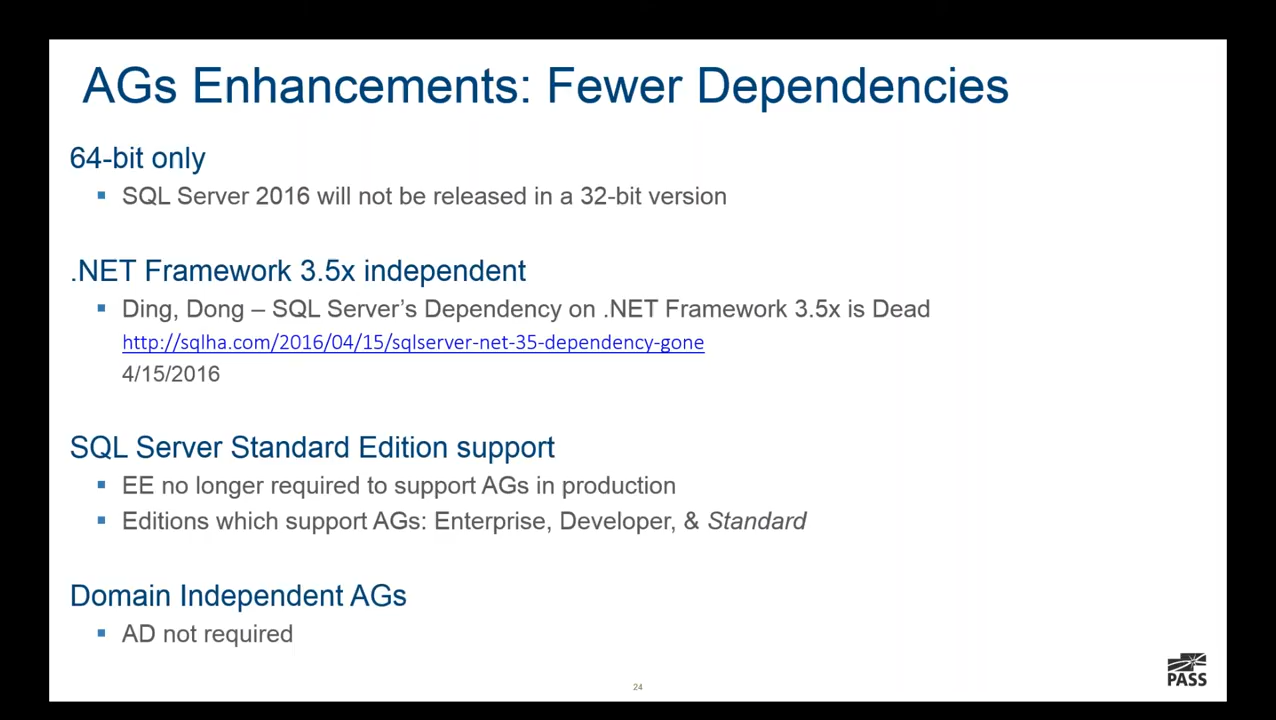 AGs Enhancements: Fewer Dependencies
64-bit only
▪ SQL Server 2016 will not be released in a 32-bit version
.NET Framework 3.5x independent
▪ Ding, Dong – SQL Server’s Dependency on .NET Framework 3.5x is Dead
http://sqlha.com/2016/04/15/sqlserver-net-35-dependency-gone
4/15/2016
SQL Server Standard Edition support
▪ EE no longer required to support AGs in production
▪ Editions which support AGs: Enterprise, Developer, & Standard
Domain Independent AGs
▪ AD not required
24
PASS